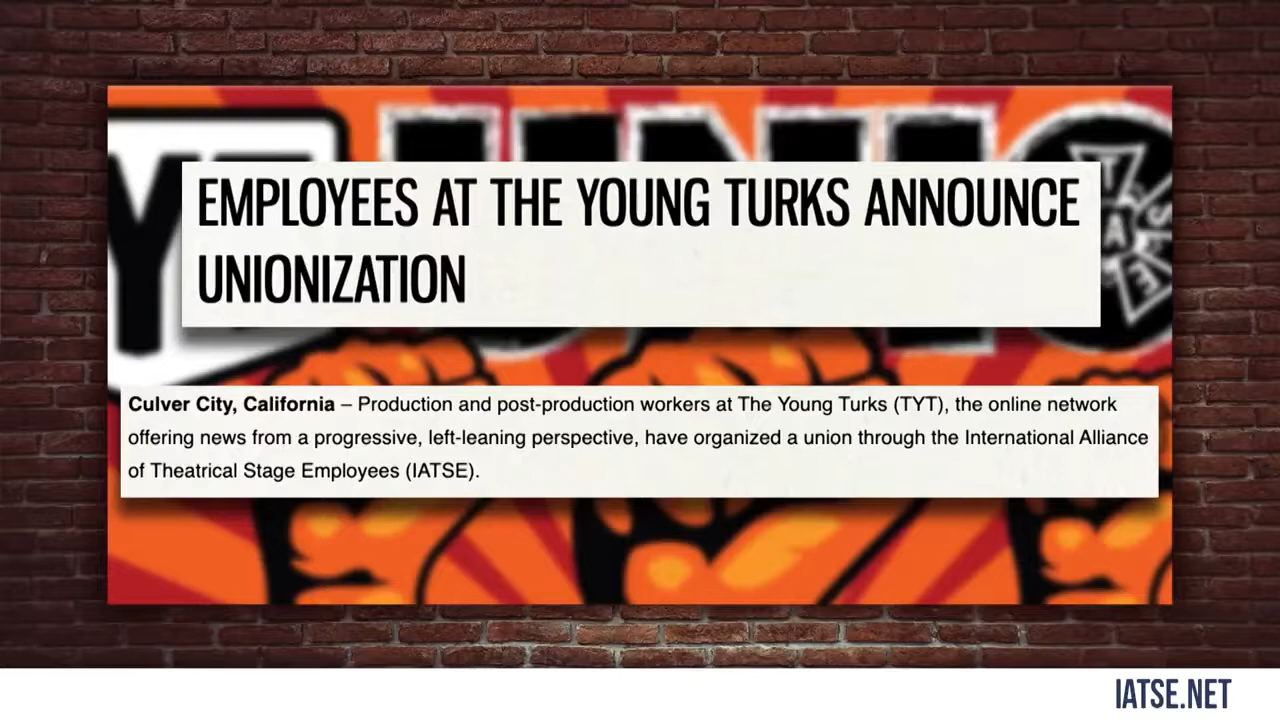 EMPLOYEES AT THE YOUNG TURKS ANNOUNCE
UNIONIZATION
Culver City, California – Production and post-production workers at The Young Turks (TYT), the online network
offering news from a progressive, left-leaning perspective, have organized a union through the International Alliance
of Theatrical Stage Employees (IATSE).
IATSE.NET